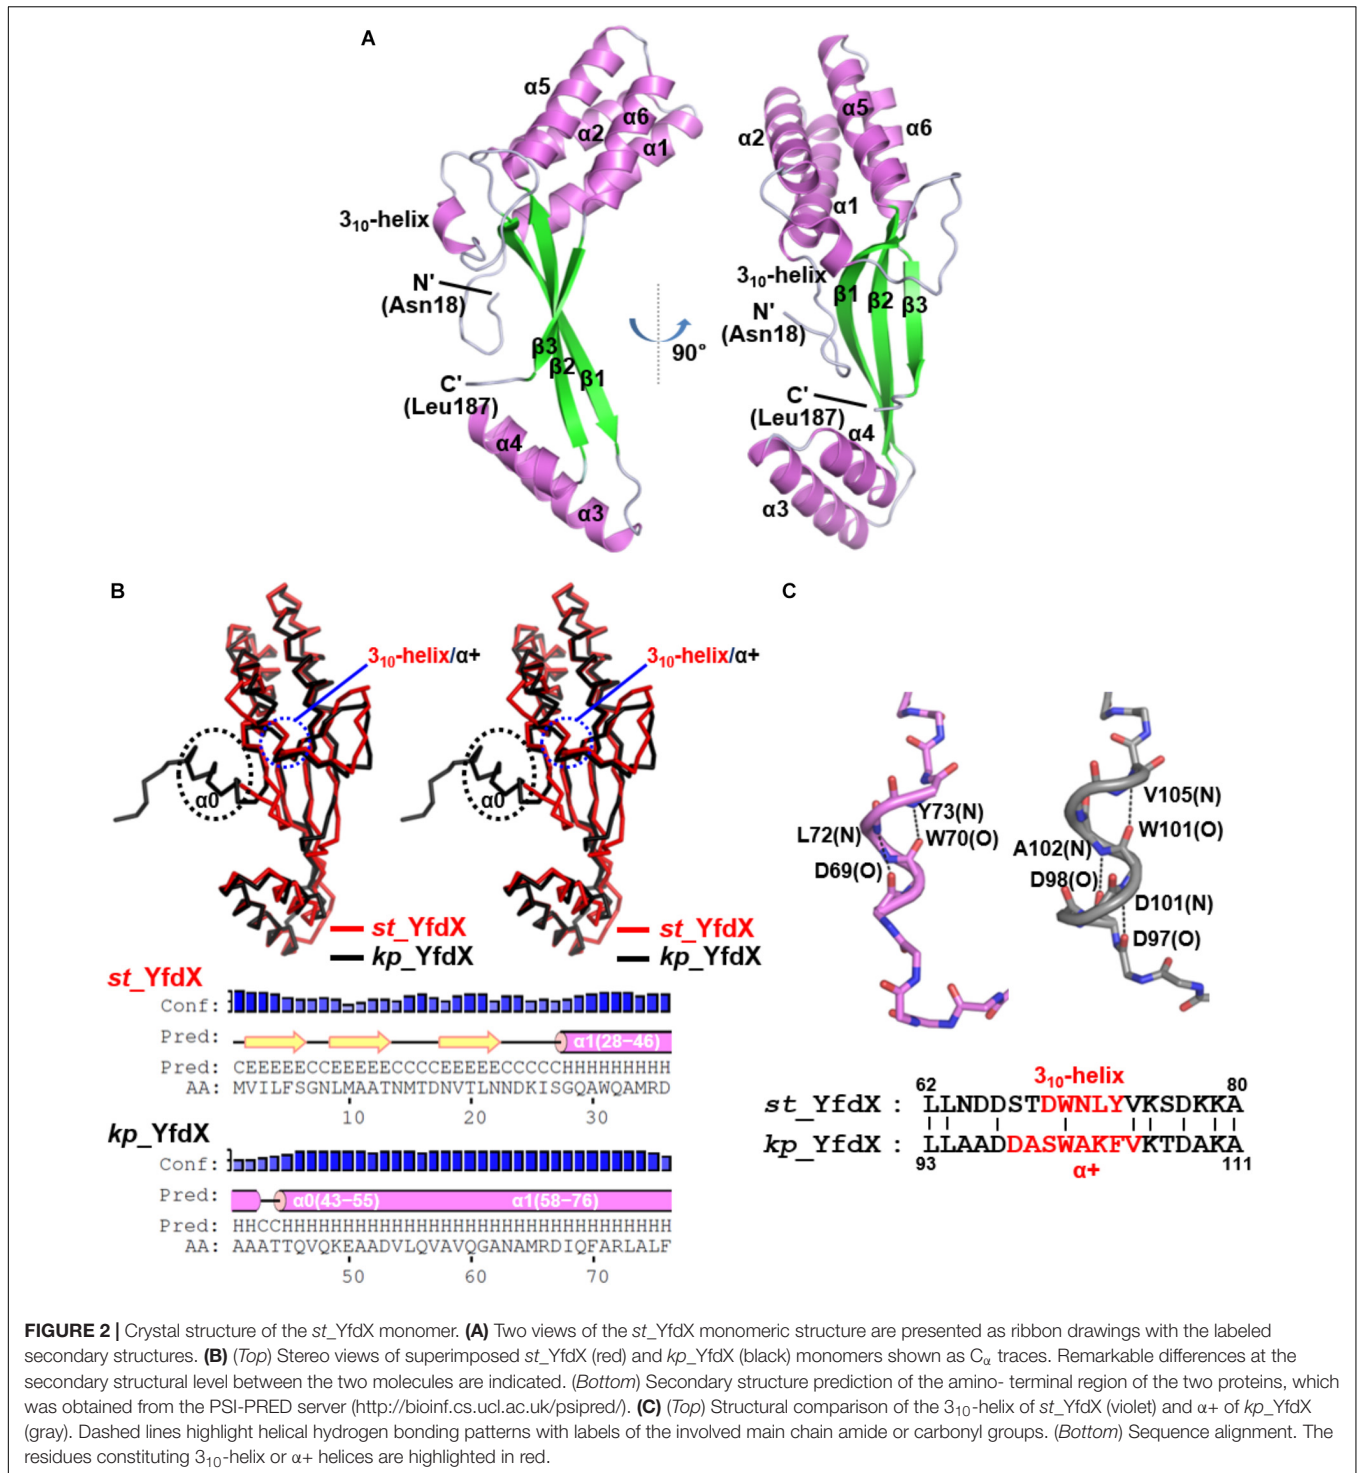 A
α5
α2
α6
α1
3₁₀-helix
N'
(Asn18)
β3
β2
β1
C'
(Leu187)
α4
α3
90°
α5
α2
α6
α1
3₁₀-helix
β1
β2
β3
N'
(Asn18)
C'
(Leu187)
α4
α3
B
3₁₀-helix/α+
α0
st_YfdX
kp_YfdX
3₁₀-helix/α+
α0
st_YfdX
kp_YfdX
st_YfdX
Conf:
Pred: α1(28−46)
Pred: CEEEEECCEEEEECCCCEEEEECCCCCHHHHHHHHH
AA: MVILFSGNLMAATNMTDNVTLNNDKISGQAWQAMRD
10 20 30
kp_YfdX
Conf:
Pred: α0(43−55) α1(58−76)
Pred: HHCCHHHHHHHHHHHHHHHHHHHHHHHHHHHHHHHH
AA: AAATTQVQKEAADVLQVAVQGANAMRDIQFARLALF
50 60 70
C
Y73(N)
L72(N)
W70(O)
D69(O)
V105(N)
W101(O)
A102(N)
D98(O)
D101(N)
D97(O)
62 3₁₀-helix 80
st_YfdX : LLNDDSTDWNLYVKSDKKA
kp_YfdX : LLAADDASWAKFVKTDAKA
93 α+ 111
FIGURE 2 | Crystal structure of the st_YfdX monomer. (A) Two views of the st_YfdX monomeric structure are presented as ribbon drawings with the labeled
secondary structures. (B) (Top) Stereo views of superimposed st_YfdX (red) and kp_YfdX (black) monomers shown as Cα traces. Remarkable differences at the
secondary structural level between the two molecules are indicated. (Bottom) Secondary structure prediction of the amino- terminal region of the two proteins, which
was obtained from the PSI-PRED server (http://bioinf.cs.ucl.ac.uk/psipred/). (C) (Top) Structural comparison of the 3₁₀-helix of st_YfdX (violet) and α+ of kp_YfdX
(gray). Dashed lines highlight helical hydrogen bonding patterns with labels of the involved main chain amide or carbonyl groups. (Bottom) Sequence alignment. The
residues constituting 3₁₀-helix or α+ helices are highlighted in red.